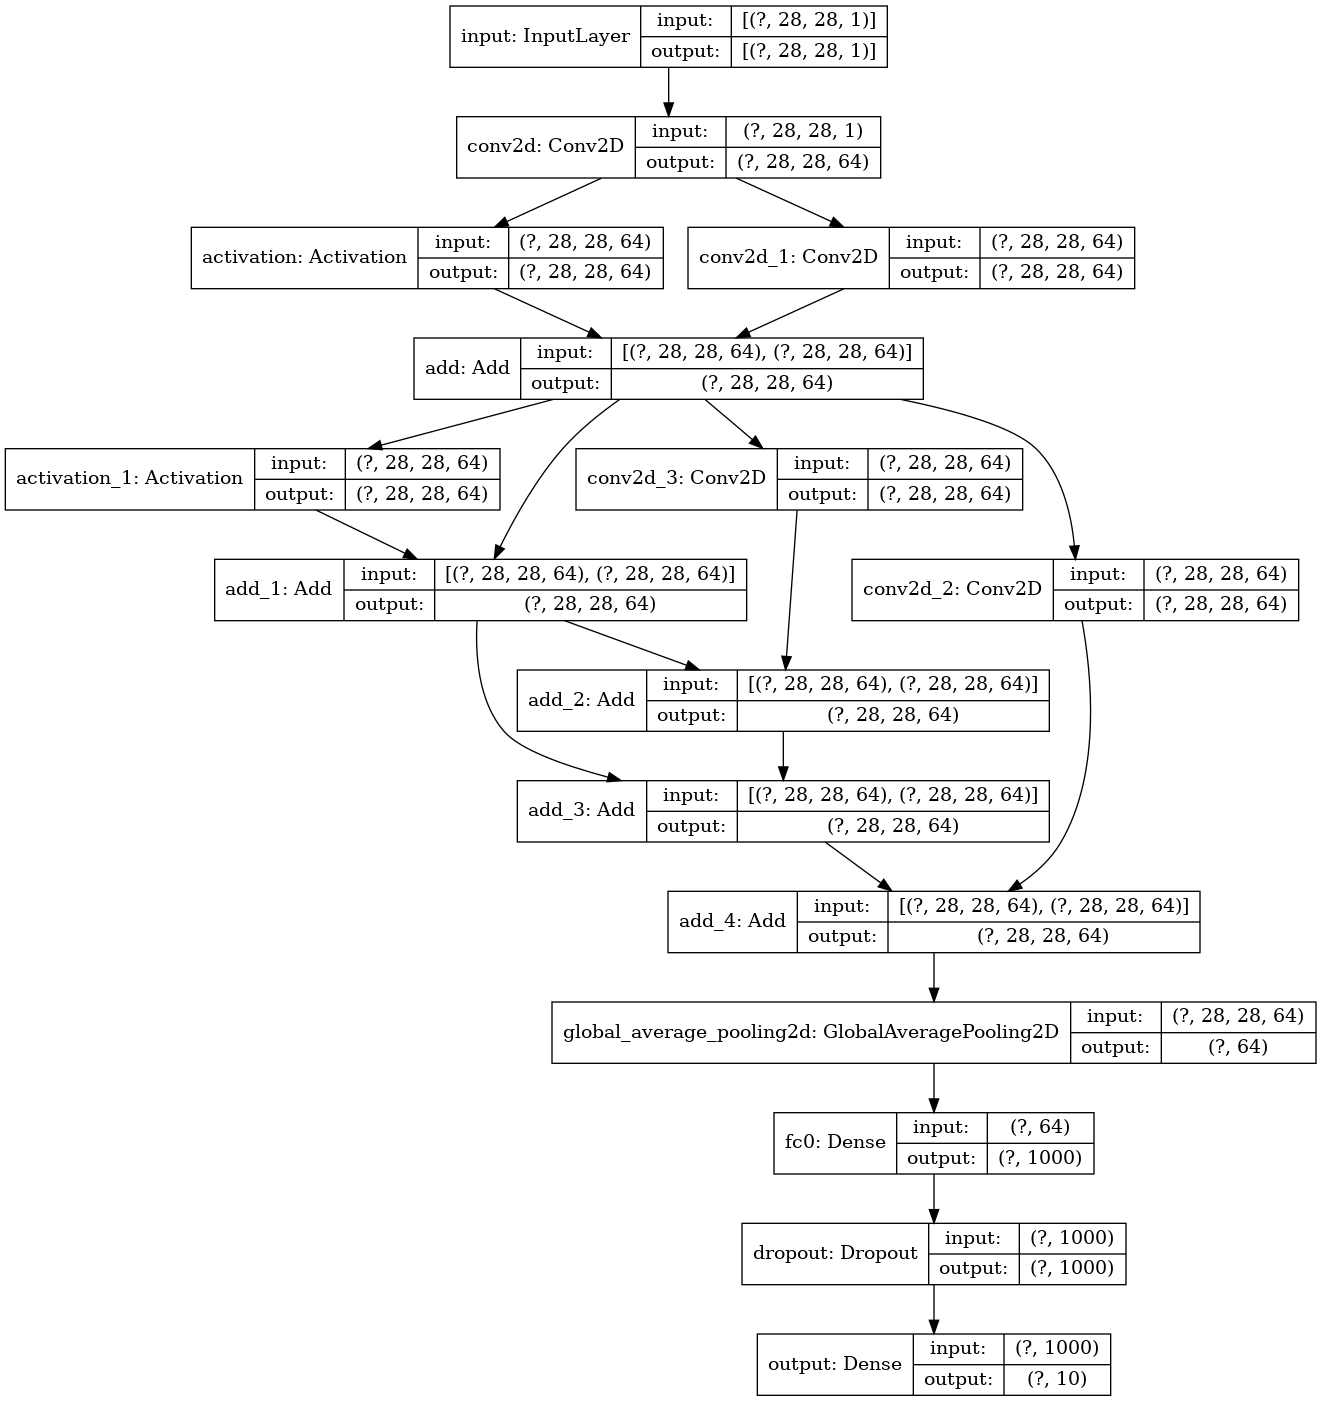 input: InputLayer
input:
[(?, 28, 28, 1)]
output:
[(?, 28, 28, 1)]
conv2d: Conv2D
input:
(?, 28, 28, 1)
output:
(?, 28, 28, 64)
activation: Activation
input:
(?, 28, 28, 64)
output:
(?, 28, 28, 64)
conv2d_1: Conv2D
input:
(?, 28, 28, 64)
output:
(?, 28, 28, 64)
add: Add
input:
[(?, 28, 28, 64), (?, 28, 28, 64)]
output:
(?, 28, 28, 64)
activation_1: Activation
input:
(?, 28, 28, 64)
output:
(?, 28, 28, 64)
conv2d_3: Conv2D
input:
(?, 28, 28, 64)
output:
(?, 28, 28, 64)
add_1: Add
input:
[(?, 28, 28, 64), (?, 28, 28, 64)]
output:
(?, 28, 28, 64)
conv2d_2: Conv2D
input:
(?, 28, 28, 64)
output:
(?, 28, 28, 64)
add_2: Add
input:
[(?, 28, 28, 64), (?, 28, 28, 64)]
output:
(?, 28, 28, 64)
add_3: Add
input:
[(?, 28, 28, 64), (?, 28, 28, 64)]
output:
(?, 28, 28, 64)
add_4: Add
input:
[(?, 28, 28, 64), (?, 28, 28, 64)]
output:
(?, 28, 28, 64)
global_average_pooling2d: GlobalAveragePooling2D
input:
(?, 28, 28, 64)
output:
(?, 64)
fc0: Dense
input:
(?, 64)
output:
(?, 1000)
dropout: Dropout
input:
(?, 1000)
output:
(?, 1000)
output: Dense
input:
(?, 1000)
output:
(?, 10)